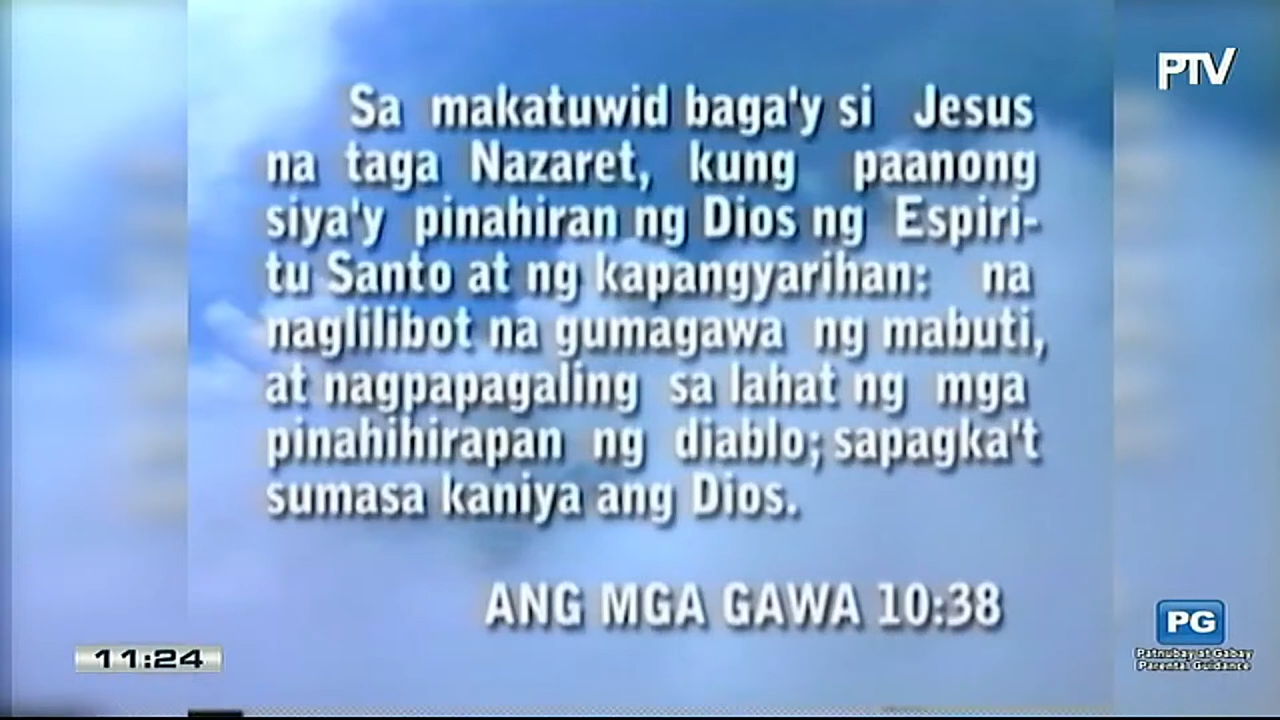 PTV
Sa makatuwid baga'y si Jesus
na taga Nazaret, kung paanong
siya'y pinahiran ng Dios ng Espiri-
tu Santo at ng kapangyarihan: na
naglilibot na gumagawa ng mabuti,
at nagpapagaling sa lahat ng mga
pinahihirapan ng diablo; sapagka't
sumasa kaniya ang Dios.
ANG MGA GAWA 10:38
11:24
PG
Patnubay at Gabay
Parental Guidance